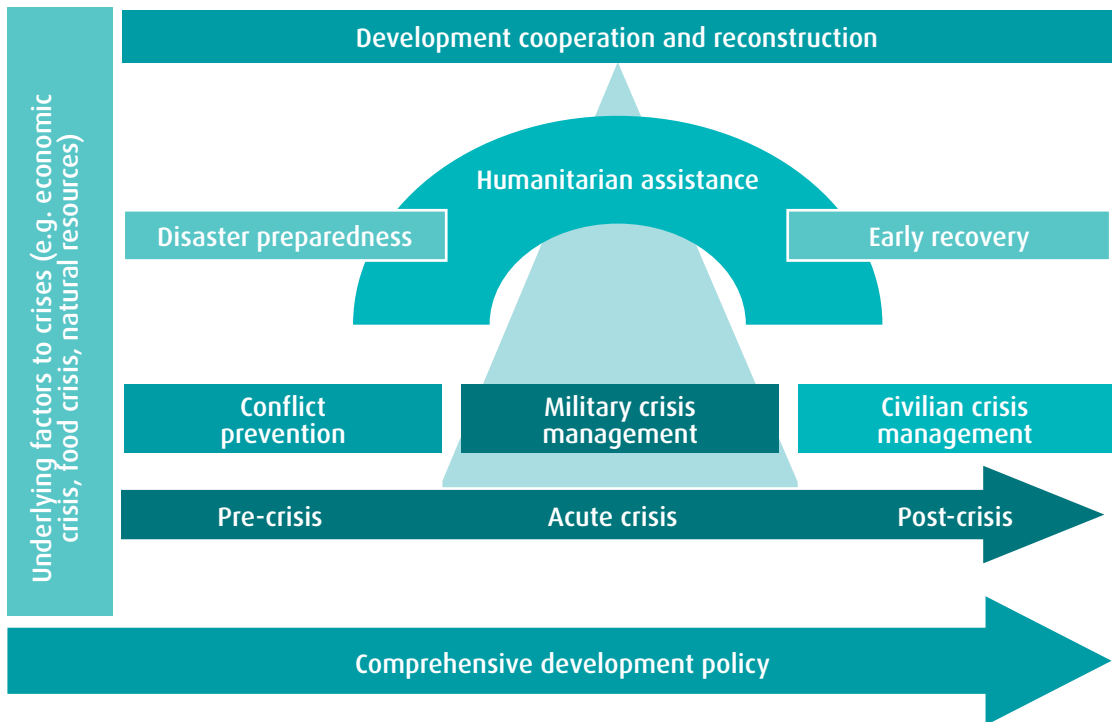 Underlying factors to crises (e.g. economic
crisis, food crisis, natural resources)
Development cooperation and reconstruction
Humanitarian assistance
Disaster preparedness
Early recovery
Conflict
prevention
Military crisis
management
Civilian crisis
management
Pre-crisis
Acute crisis
Post-crisis
Comprehensive development policy